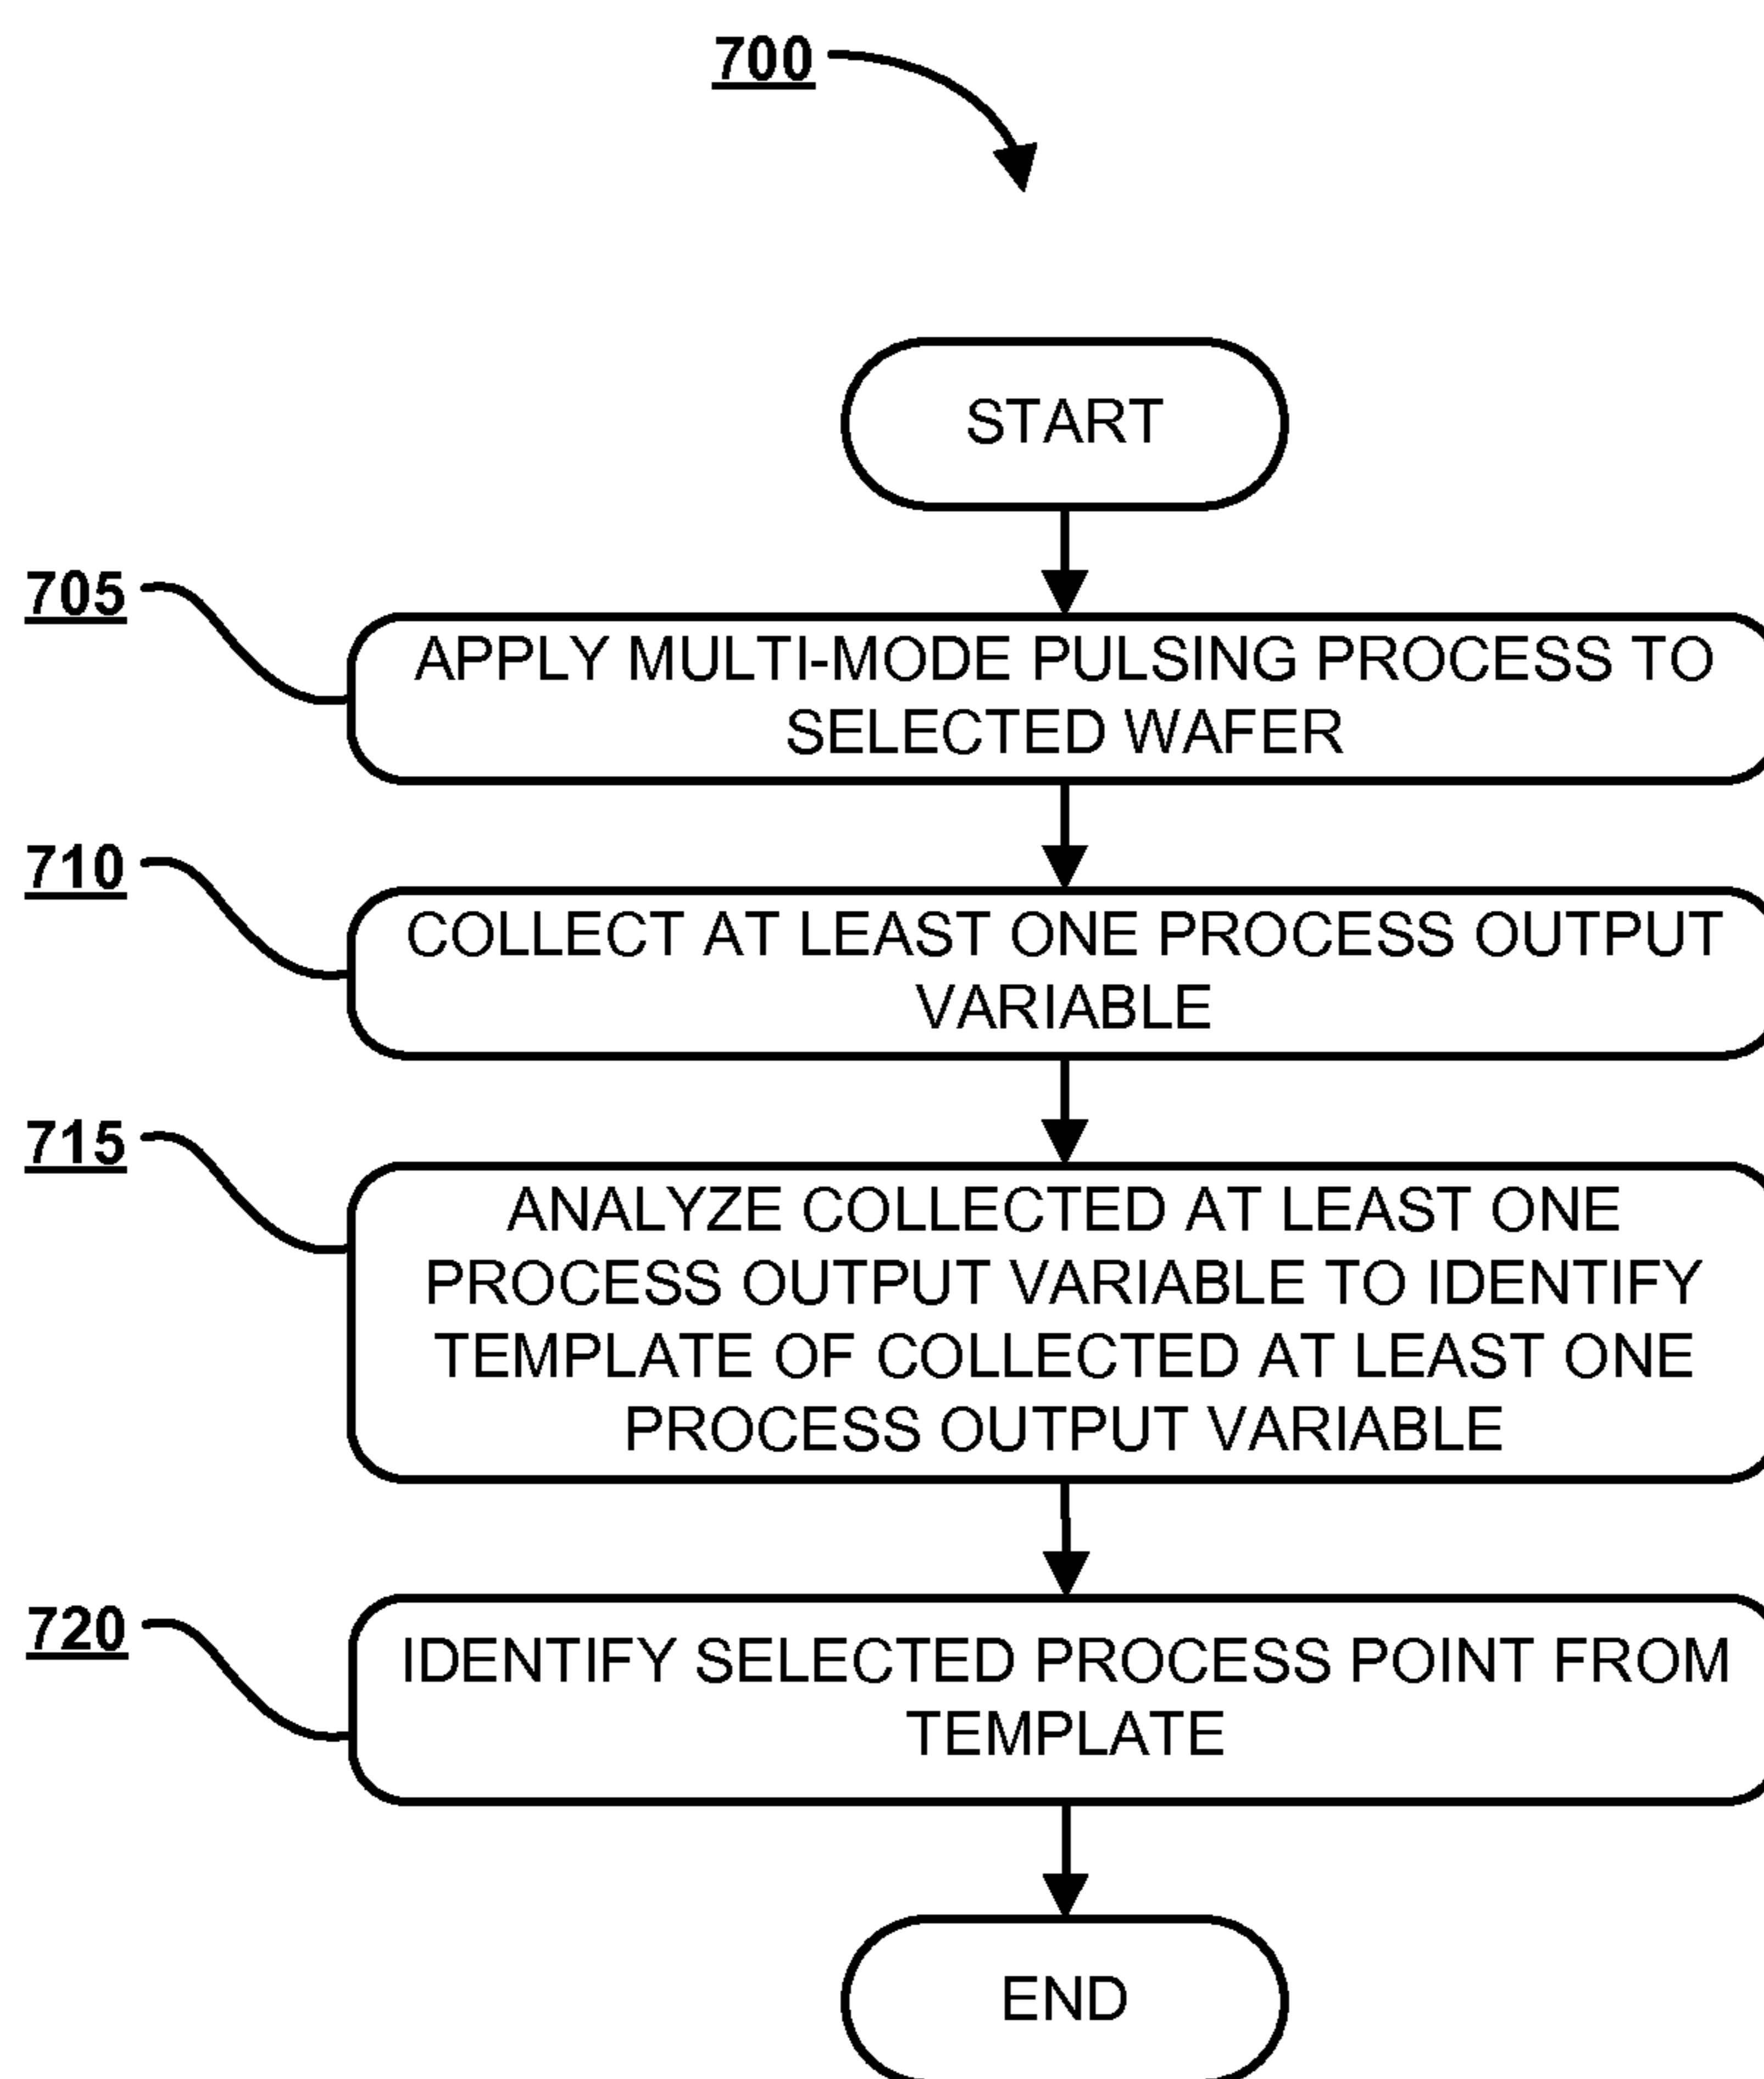 700
START
705
APPLY MULTI-MODE PULSING PROCESS TO
SELECTED WAFER
710
COLLECT AT LEAST ONE PROCESS OUTPUT
VARIABLE
715
ANALYZE COLLECTED AT LEAST ONE
PROCESS OUTPUT VARIABLE TO IDENTIFY
TEMPLATE OF COLLECTED AT LEAST ONE
PROCESS OUTPUT VARIABLE
720
IDENTIFY SELECTED PROCESS POINT FROM
TEMPLATE
END